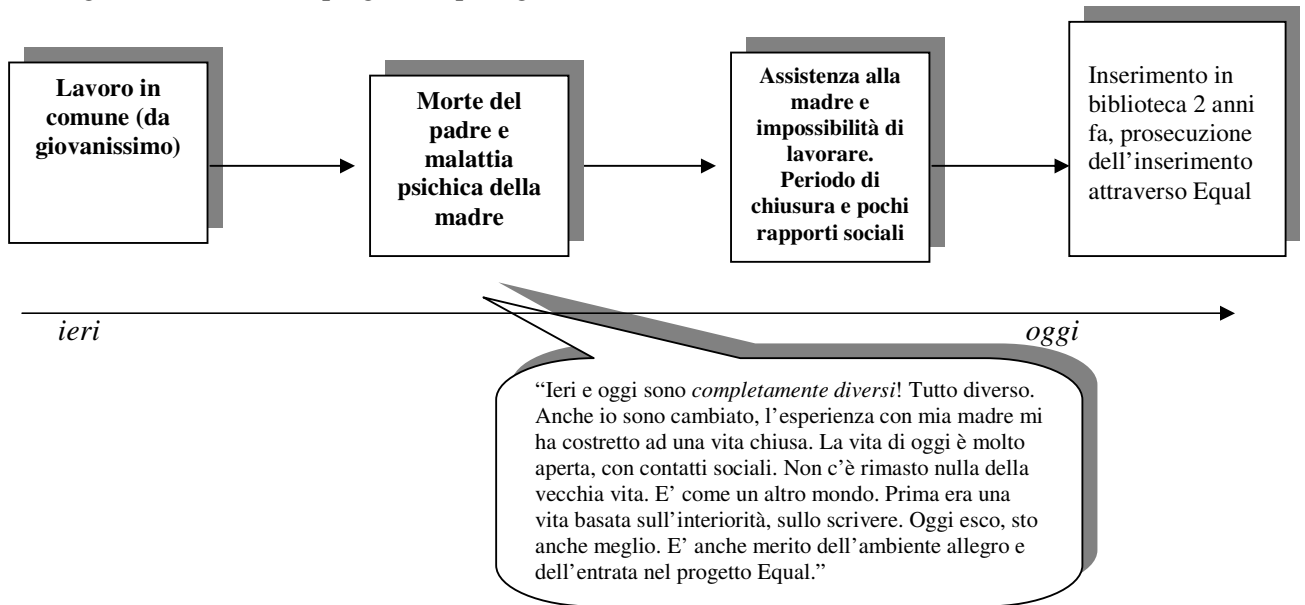 Lavoro in
comune (da
giovanissimo)
Morte del
padre e
malattia
psichica della
madre
Assistenza alla
madre e
impossibilità di
lavorare.
Periodo di
chiusura e pochi
rapporti sociali
Inserimento in
biblioteca 2 anni
fa, prosecuzione
dell’inserimento
attraverso Equal
ieri
oggi
“Ieri e oggi sono completamente diversi! Tutto diverso.
Anche io sono cambiato, l’esperienza con mia madre mi
ha costretto ad una vita chiusa. La vita di oggi è molto
aperta, con contatti sociali. Non c’è rimasto nulla della
vecchia vita. E’ come un altro mondo. Prima era una
vita basata sull’interiorità, sullo scrivere. Oggi esco, sto
anche meglio. E’ anche merito dell’ambiente allegro e
dell’entrata nel progetto Equal.”